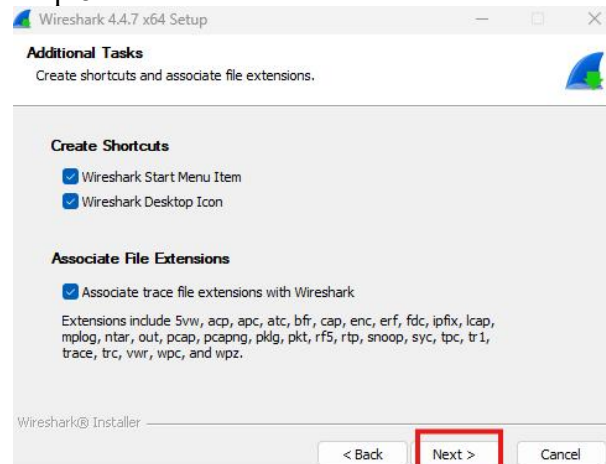 Wireshark 4.4.7 x64 Setup
Additional Tasks
Create shortcuts and associate file extensions.
Create Shortcuts
Wireshark Start Menu Item
Wireshark Desktop Icon
Associate File Extensions
Associate trace file extensions with Wireshark
Extensions include 5vw, acp, apc, atc, bfr, cap, enc, erf, fdc, ipfix, lcap,
mplog, ntar, out, pcap, pcapng, pklg, pkt, rf5, rtp, snoop, syc, tpc, tr1,
trace, trc, vwr, wpc, and wpz.
Wireshark® Installer
< Back Next > Cancel